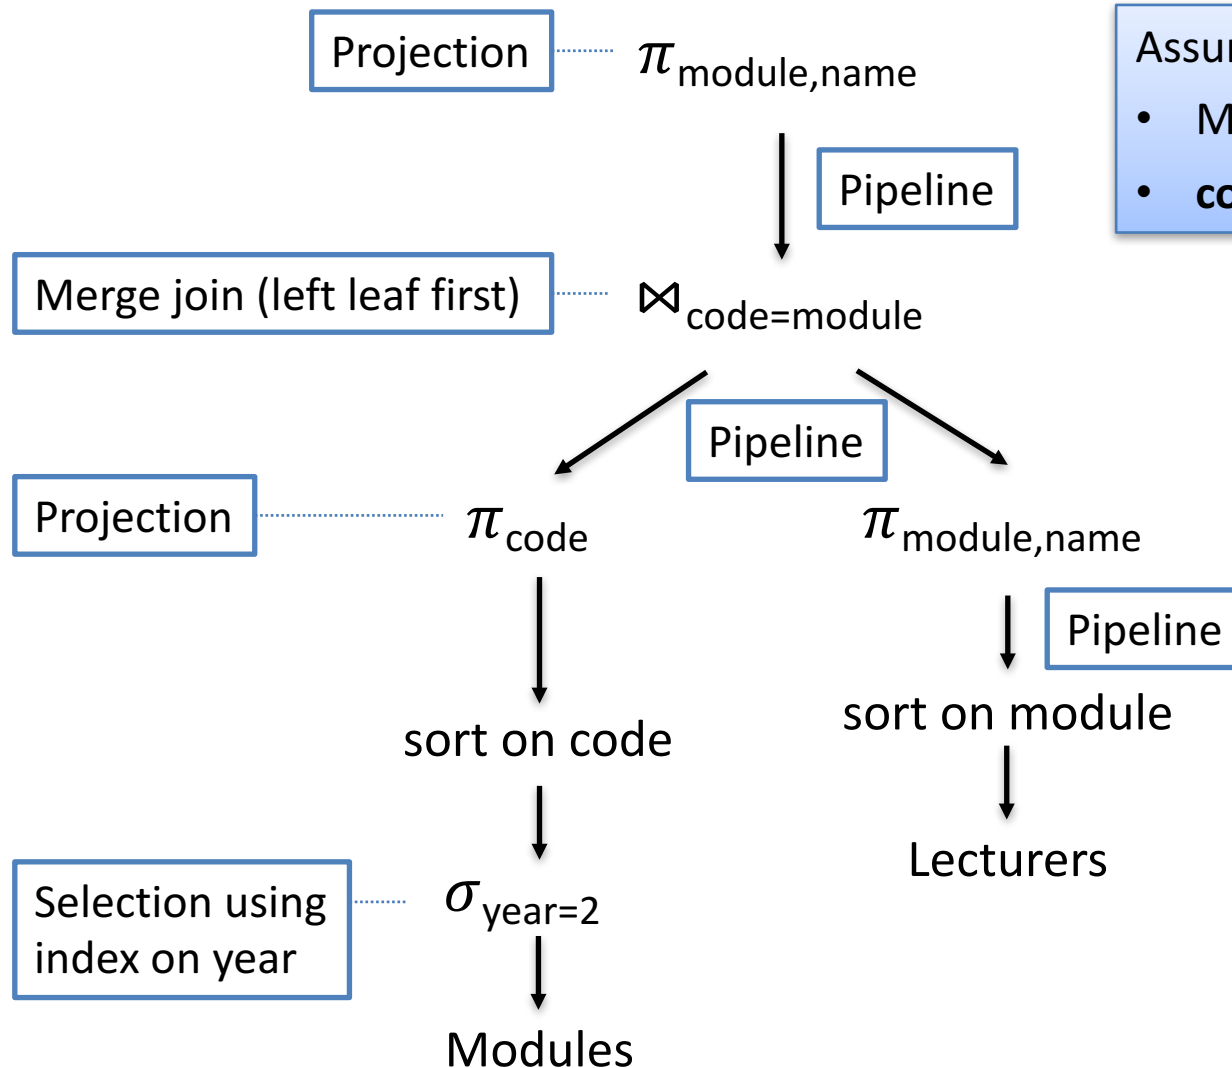 Projection
π module,name
Assu
• M
• co
Pipeline
Merge join (left leaf first)
⋈ code=module
Pipeline
Projection
π code
π module,name
Pipeline
sort on code
sort on module
Lecturers
Selection using
index on year
σ year=2
Modules